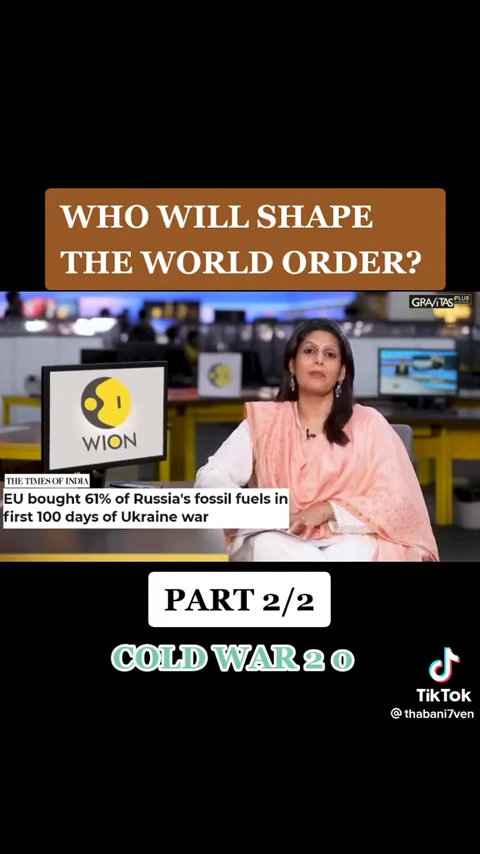 WHO WILL SHAPE
THE WORLD ORDER?
GRAVITAS PLUS
WION
THE TIMES OF INDIA
EU bought 61% of Russia's fossil fuels in
first 100 days of Ukraine war
PART 2/2
COLD WAR 2 0
TikTok
@thabani7ven